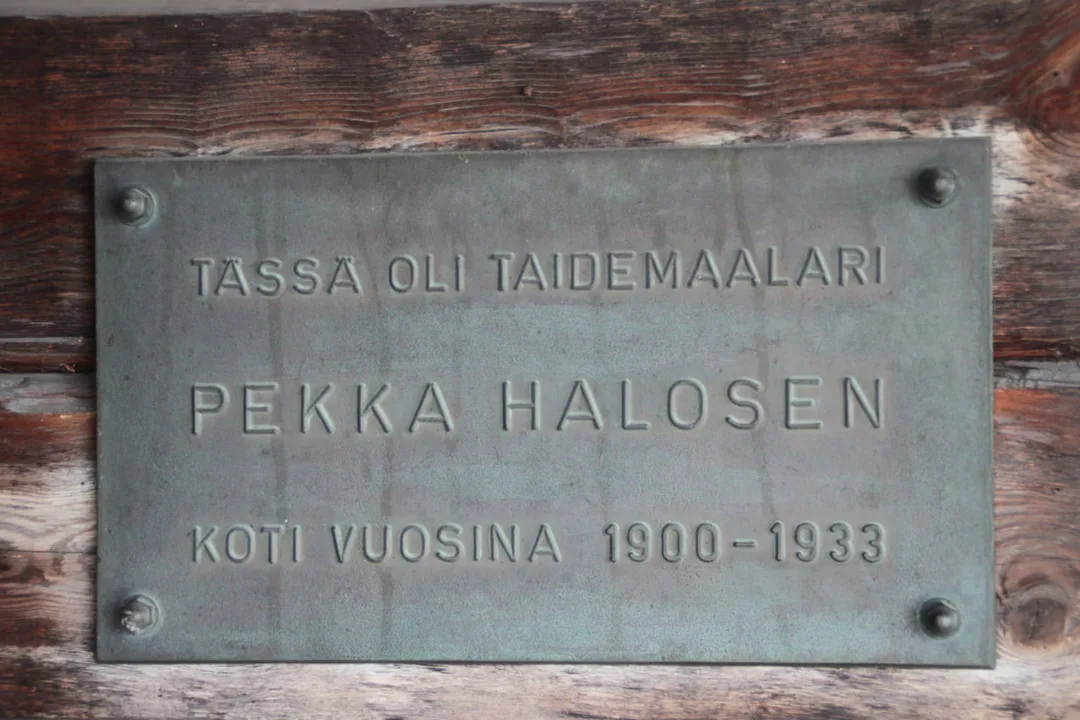 TÄSSÄ OLI TAIDEMAALARI
PEKKA HALOSEN
KOTI VUOSINA 1900–1933